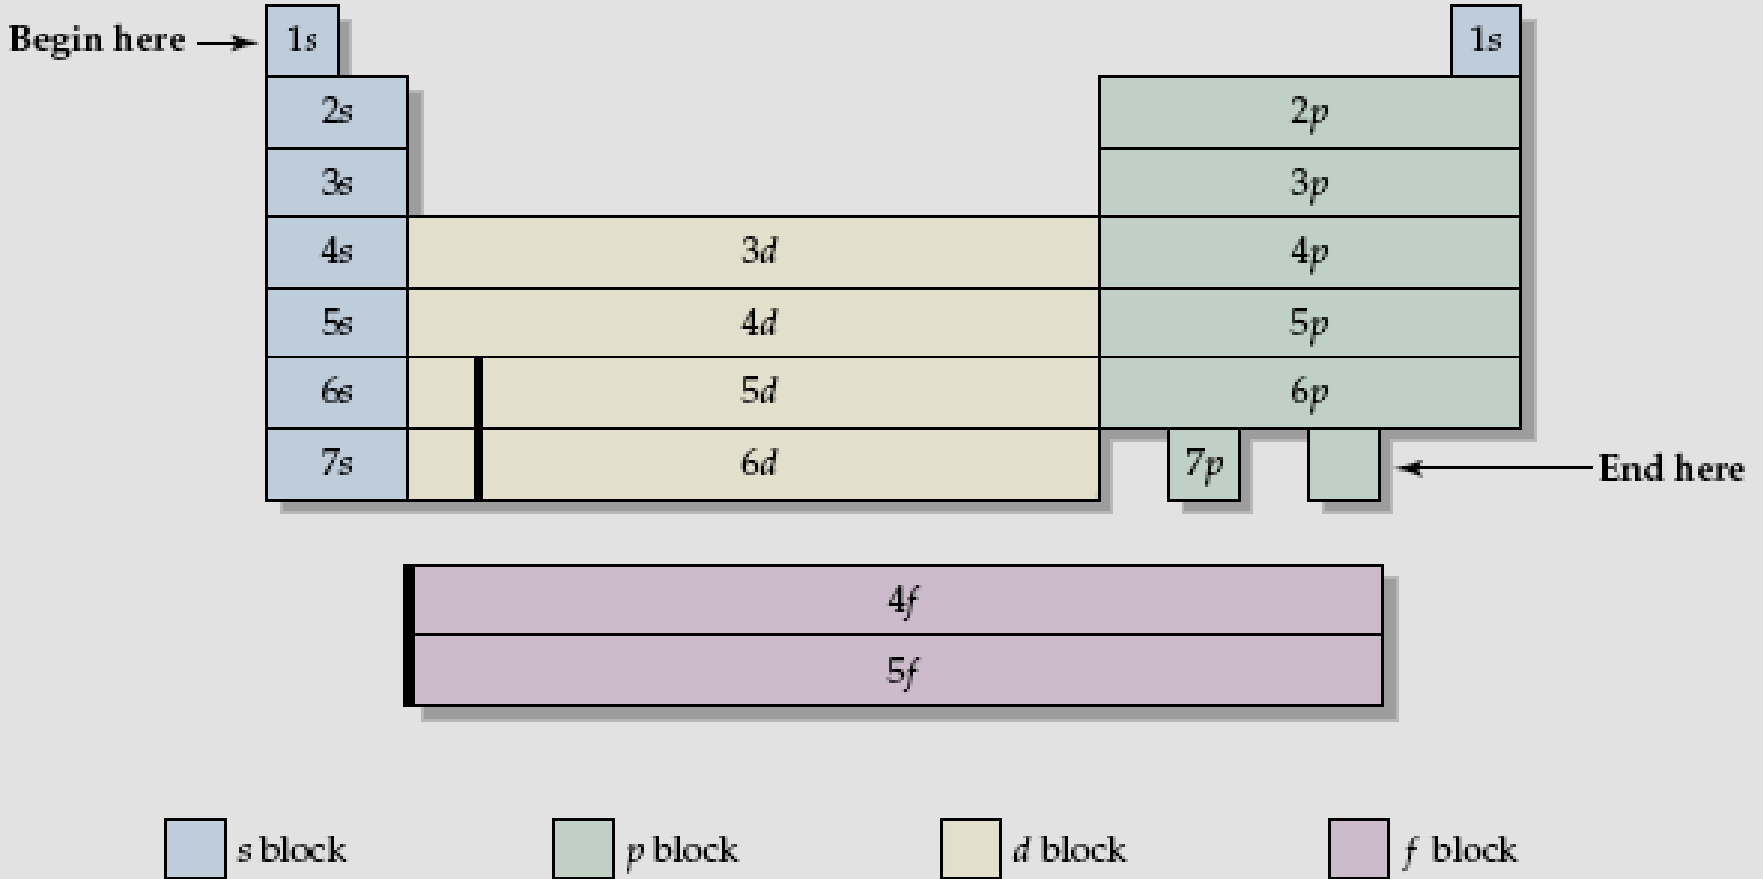 Begin here
1s
1s
2s
2p
3s
3p
4s
3d
4p
5s
4d
5p
6s
5d
6p
7s
6d
7p
End here
4f
5f
s block
p block
d block
f block